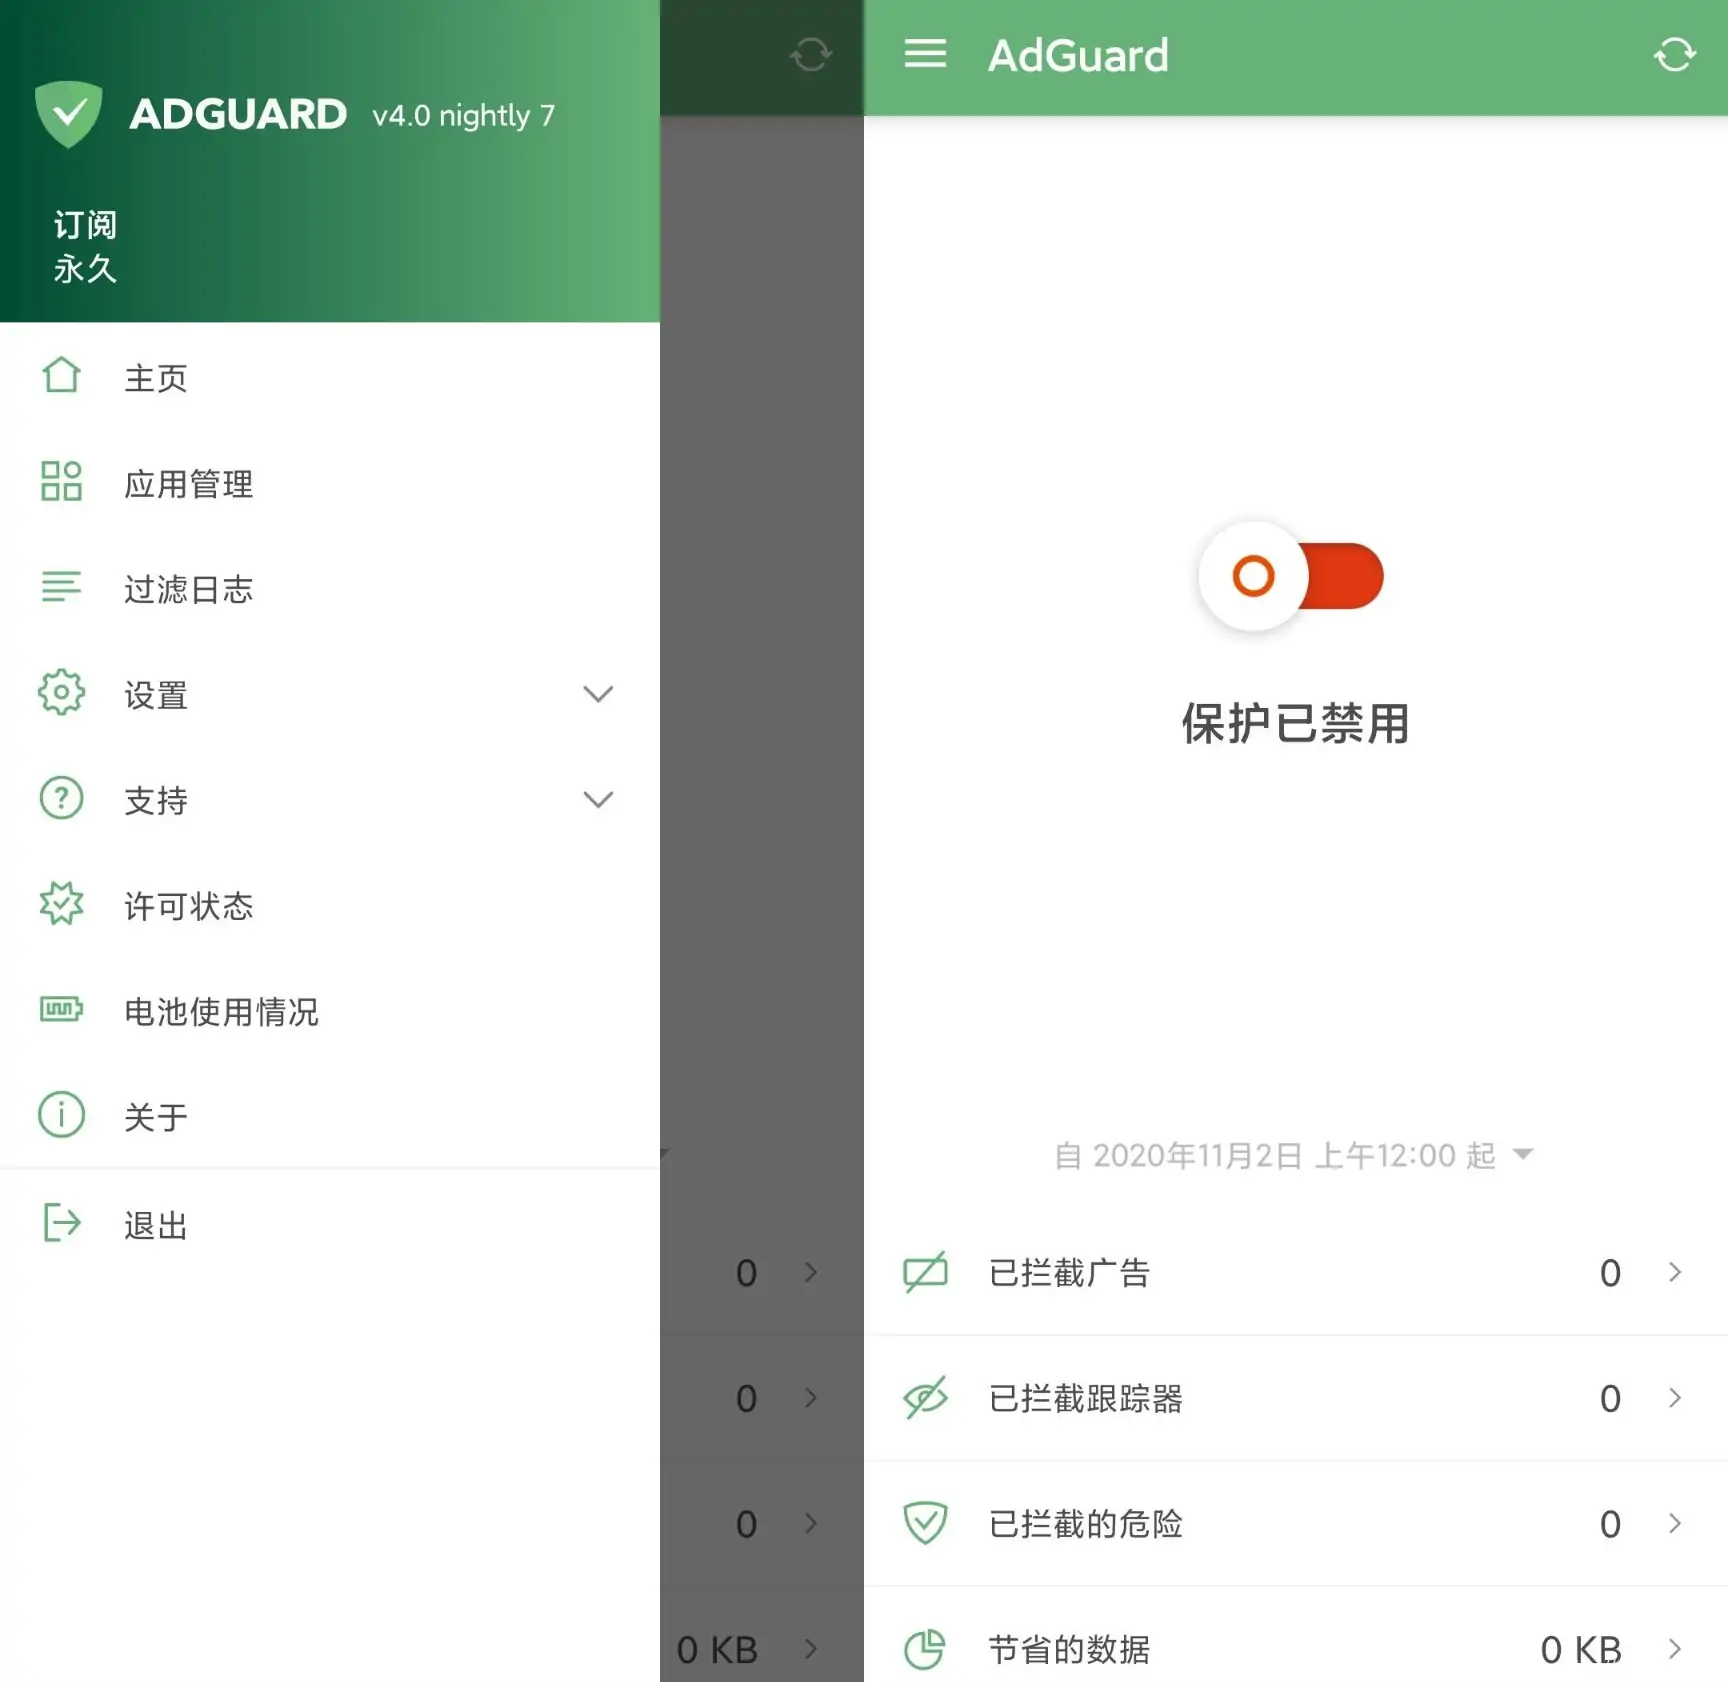 ADGUARD v4.0 nightly 7
订阅
永久
主页
应用管理
过滤日志
设置
支持
许可状态
电池使用情况
关于
退出
0
0
0
0 KB
AdGuard
保护已禁用
自 2020年11月2日 上午12:00 起
已拦截广告 0
已拦截跟踪器 0
已拦截的危险 0
节省的数据 0 KB